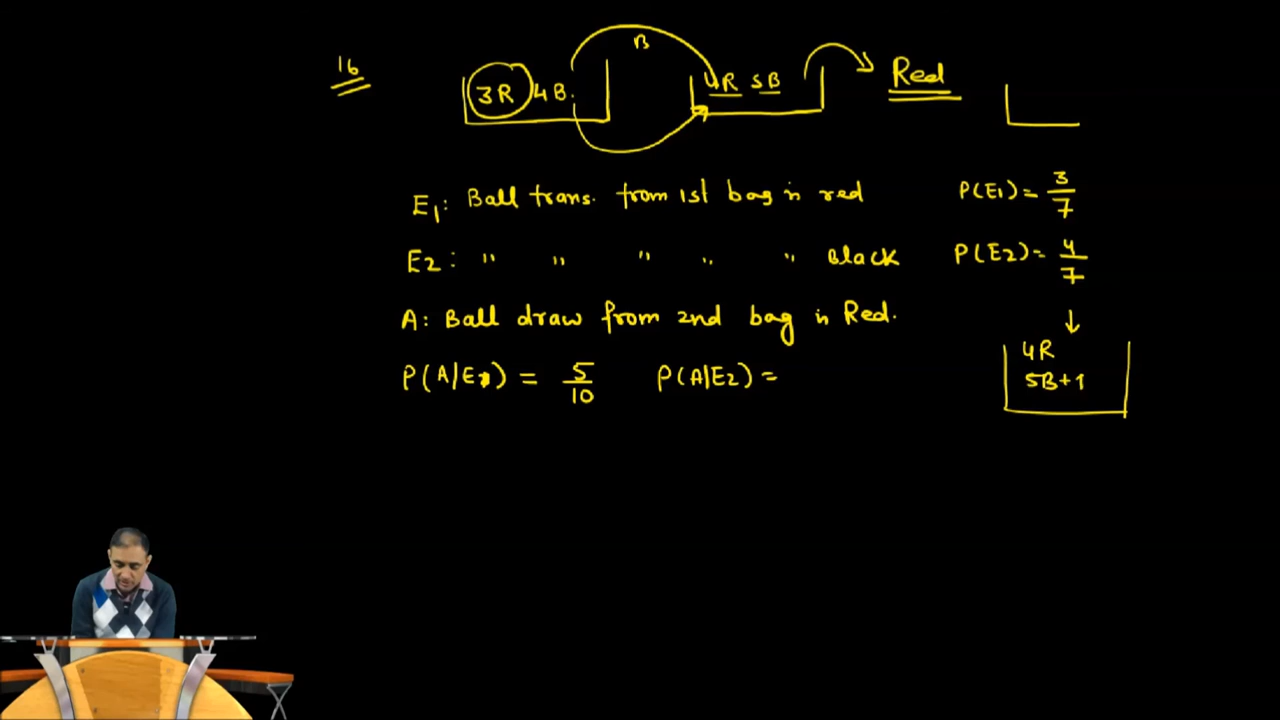 16
3R 4B.
B
4R 5B
Red
E1: Ball trans. from 1st bag is red P(E1) = 3/7
E2: " " " " " Black P(E2) = 4/7
A: Ball draw from 2nd bag is Red.
P(A|E1) = 5/10 P(A|E2) =
4R
5B+1